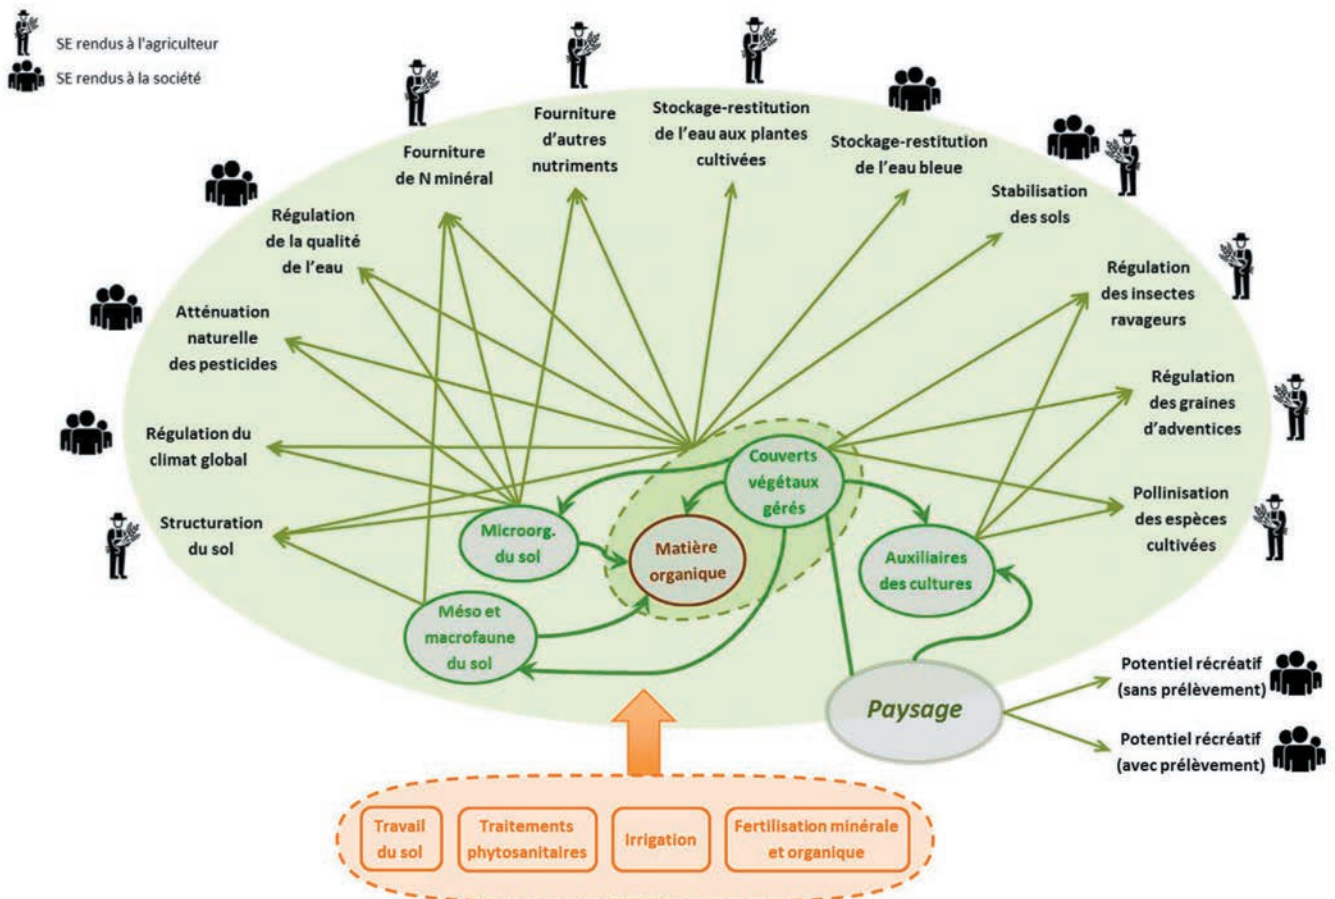 SE rendus à l'agriculteur
SE rendus à la société
Fourniture
de N minéral
Fourniture
d'autres
nutriments
Stockage-restitution
de l'eau aux plantes
cultivées
Stockage-restitution
de l'eau bleue
Stabilisation
des sols
Régulation
de la qualité
de l'eau
Régulation
des insectes
ravageurs
Atténuation
naturelle
des pesticides
Régulation
des graines
d'adventices
Régulation du
climat global
Pollinisation
des espèces
cultivées
Structuration
du sol
Couverts
végétaux
gérés
Microorg.
du sol
Matière
organique
Auxiliaires
des cultures
Méso et
macrofaune
du sol
Paysage
Potentiel récréatif
(sans prélèvement)
Potentiel récréatif
(avec prélèvement)
Travail
du sol
Traitements
phytosanitaires
Irrigation
Fertilisation minérale
et organique